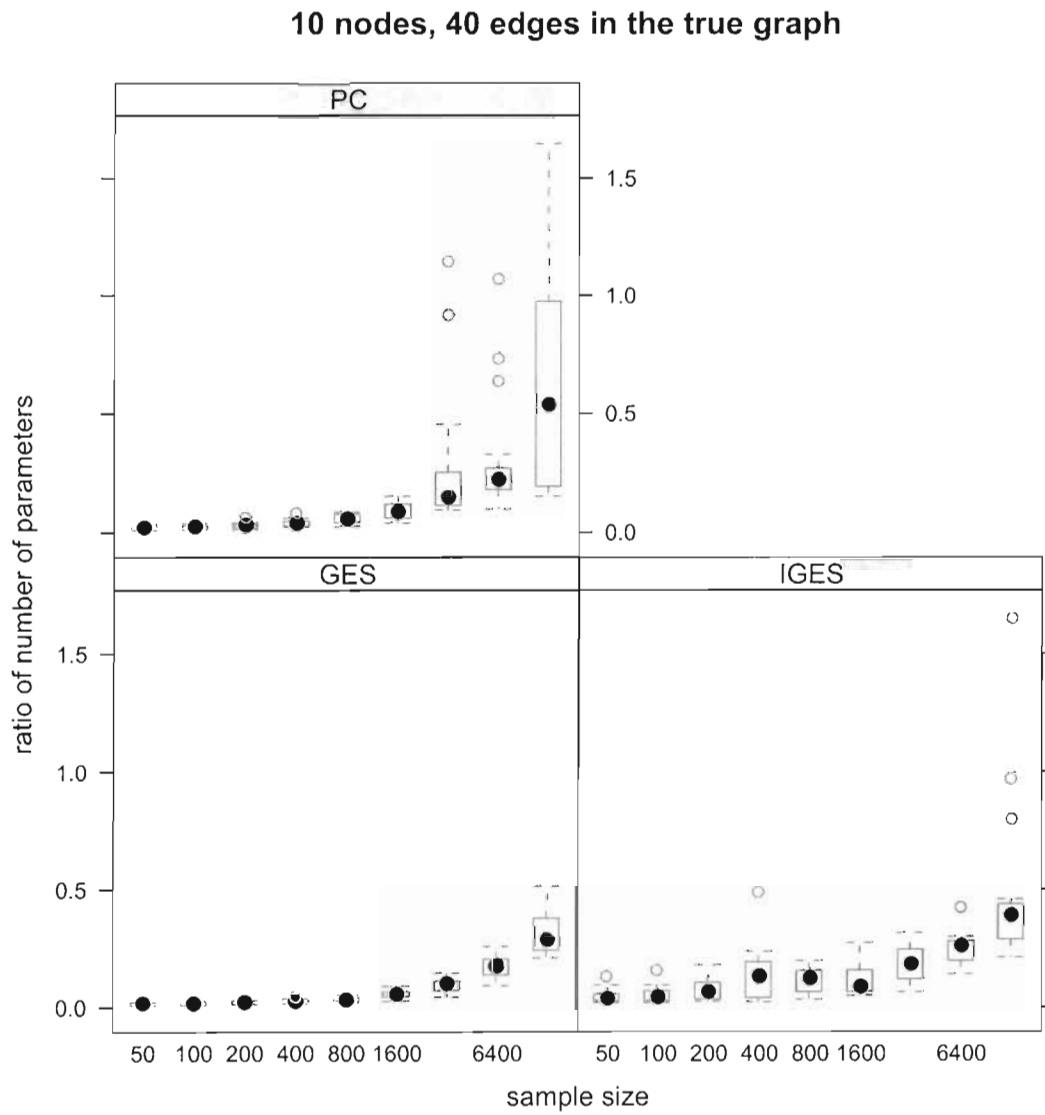 10 nodes, 40 edges in the true graph
PC
1.5
1.0
0.5
0.0
ratio of number of parameters
GES
IGES
1.5
1.0
0.5
0.0
50 100 200 400 800 1600 6400
50 100 200 400 800 1600 6400
sample size